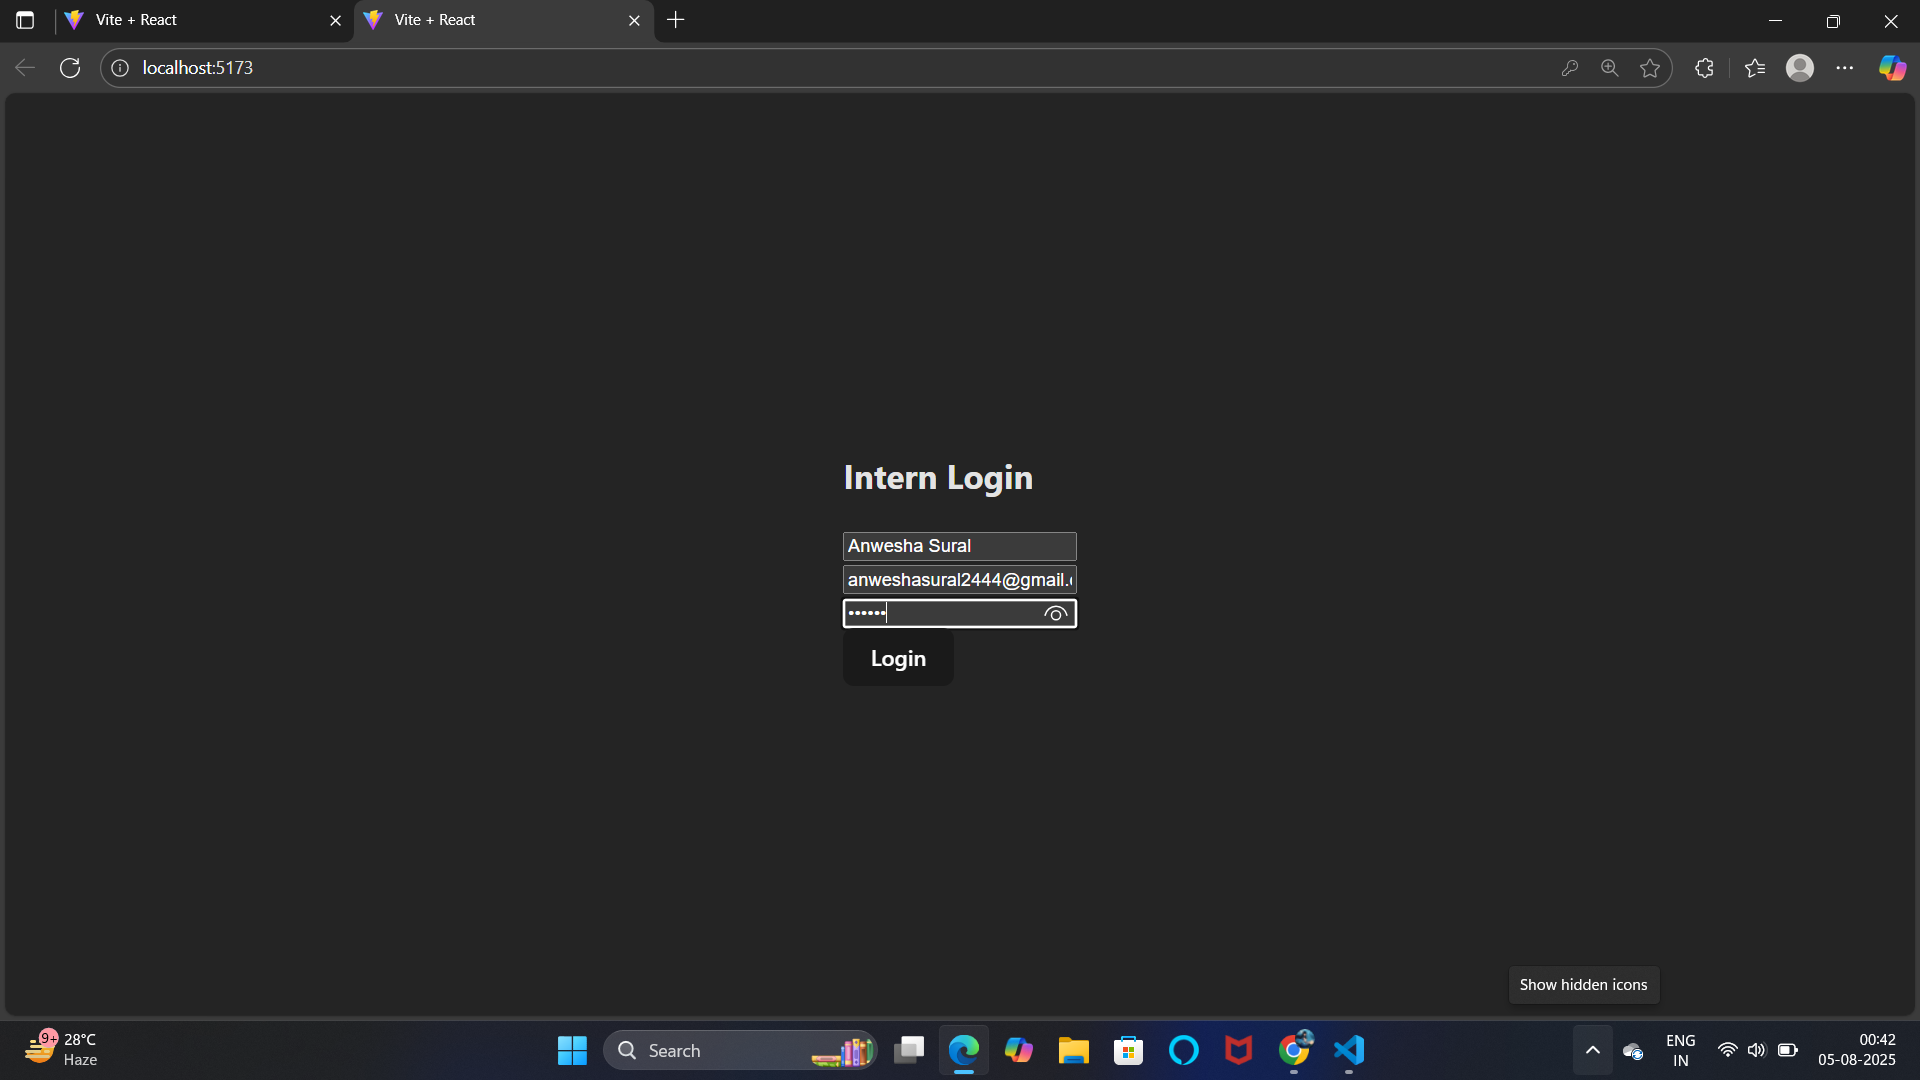 Vite + React
Vite + React
localhost:5173
Intern Login
Anwesha Sural
anweshasural2444@gmail.
••••••
Login
Show hidden icons
9+
28°C
Haze
Search
ENG
IN
00:42
05-08-2025